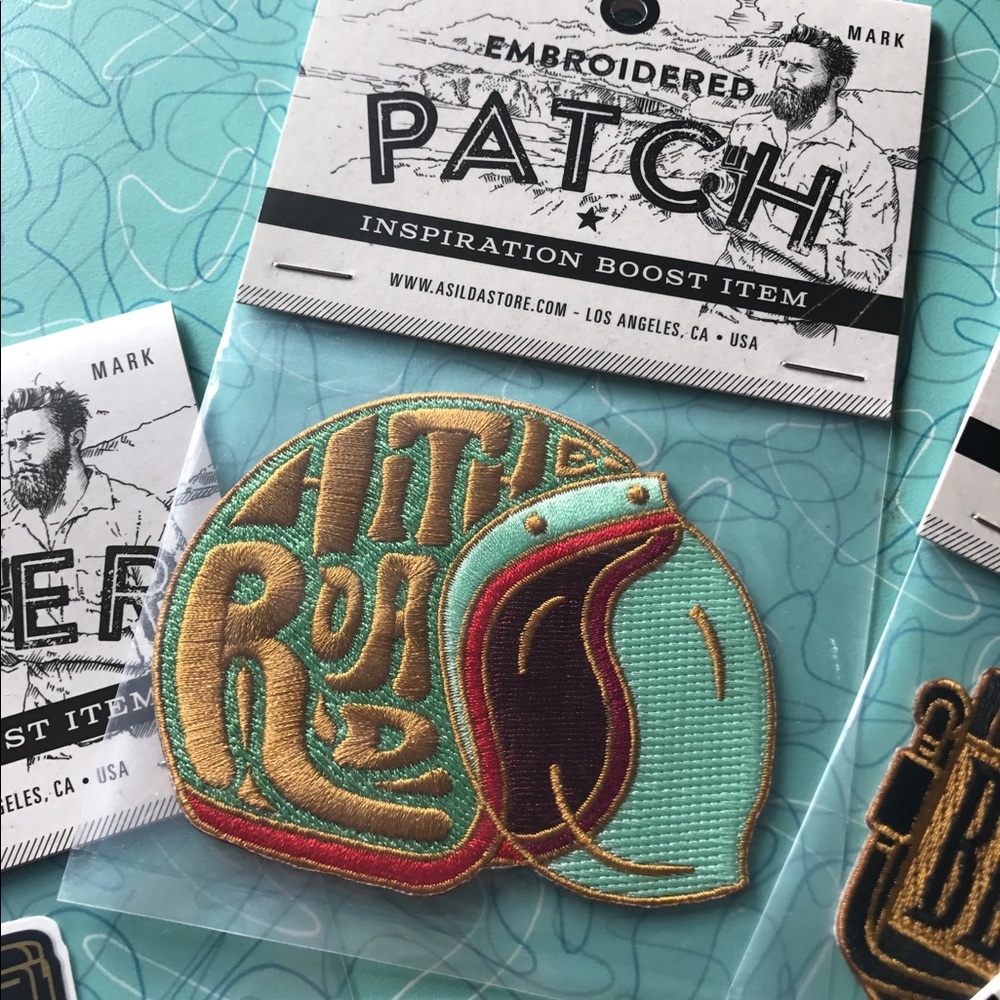 MARK
EMBROIDERED
PATCH
INSPIRATION BOOST ITEM
WWW.ASILDASTORE.COM - LOS ANGELES, CA • USA
HIT THE
ROAD
MARK
ER
ST ITEM
GELES, CA • USA